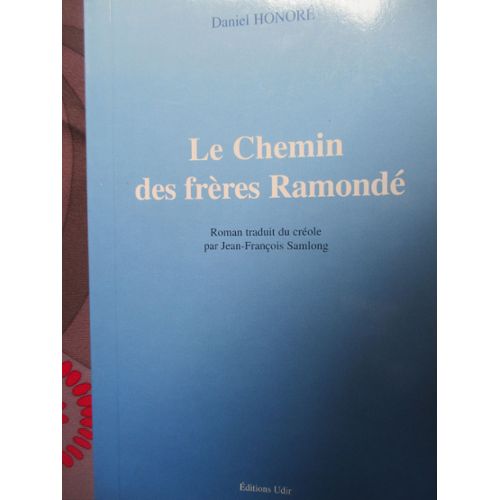 Daniel HONORÉ
Le Chemin
des frères Ramondé
Roman traduit du créole
par Jean-François Samlong
Éditions Udir